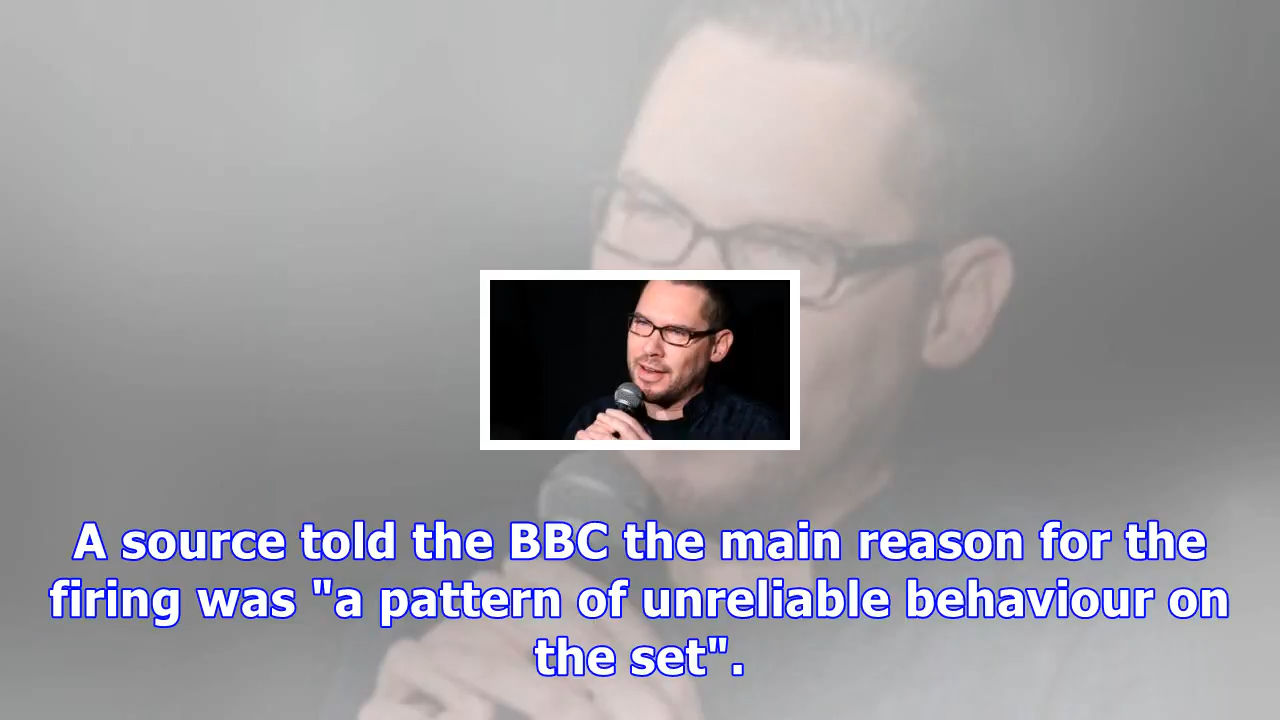 A source told the BBC the main reason for the
firing was "a pattern of unreliable behaviour on
the set".